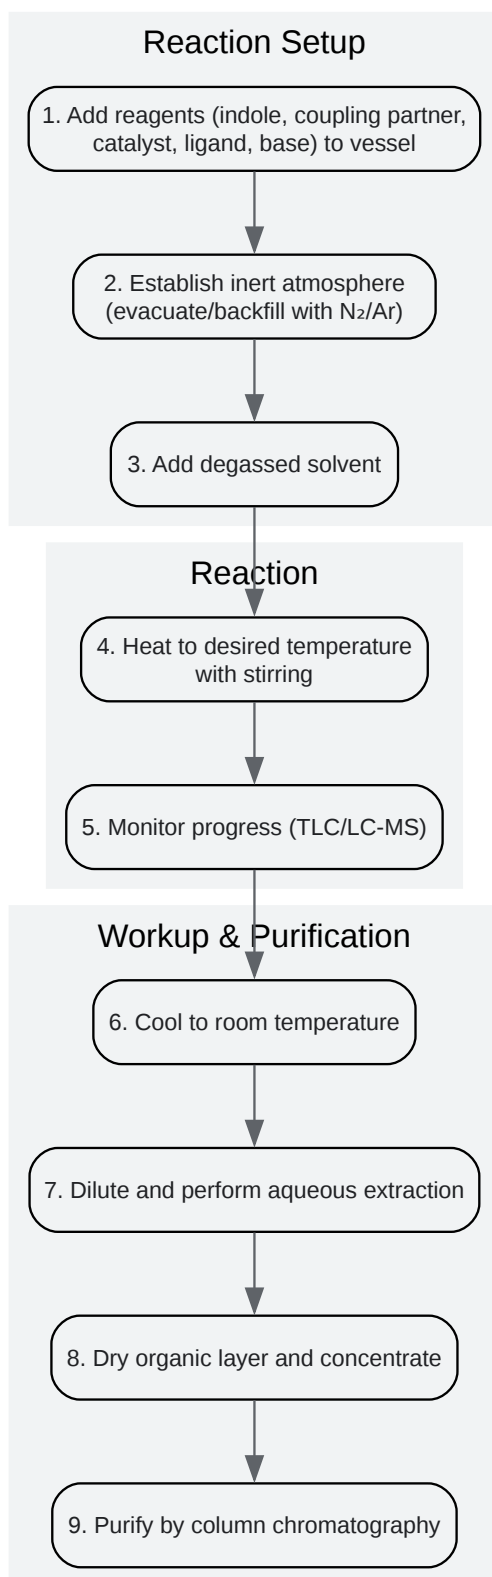 Reaction Setup
1. Add reagents (indole, coupling partner,
catalyst, ligand, base) to vessel
2. Establish inert atmosphere
(evacuate/backfill with N₂/Ar)
3. Add degassed solvent
Reaction
4. Heat to desired temperature
with stirring
5. Monitor progress (TLC/LC-MS)
Workup & Purification
6. Cool to room temperature
7. Dilute and perform aqueous extraction
8. Dry organic layer and concentrate
9. Purify by column chromatography